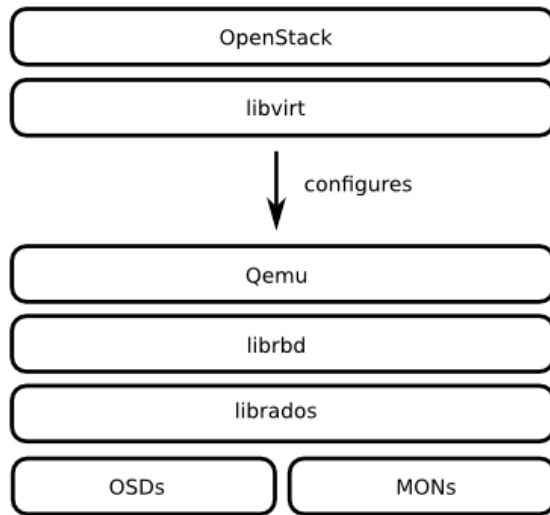 OpenStack
libvirt
configures
Qemu
librbd
librados
OSDs
MONs